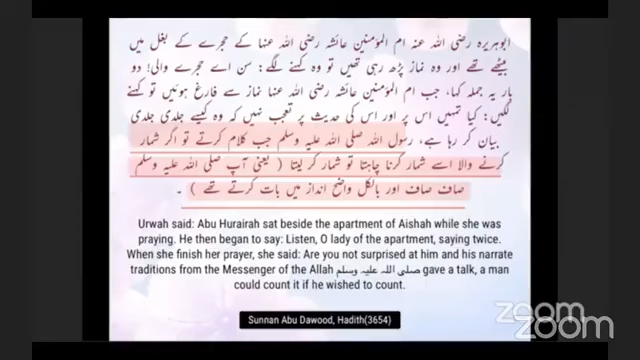 ابوہریرہ رضی اللہ عنہ ام المؤمنین عائشہ رضی اللہ عنہا کے حجرے کے بغل میں
بیٹھے تھے اور وہ نماز پڑھ رہی تھیں تو وہ کہنے لگے: سن اے حجرے والی! دو
بار یہ جملہ کہا، جب ام المؤمنین عائشہ رضی اللہ عنہا نماز سے فارغ ہوئیں تو کہنے
لگیں: کیا تمہیں اس پر اور اس کی حدیث پر تعجب نہیں کہ وہ کیسے جلدی جلدی
بیان کر رہا ہے، رسول اللہ صلی اللہ علیہ وسلم جب کلام کرتے تو اگر شمار
کرنے والا اسے شمار کرنا چاہتا تو شمار کر لیتا ( یعنی آپ صلی اللہ علیہ وسلم
صاف صاف اور بالکل واضح انداز میں بات کرتے تھے ) ۔
Urwah said: Abu Hurairah sat beside the apartment of Aishah while she was
praying. He then began to say: Listen, O lady of the apartment, saying twice.
When she finish her prayer, she said: Are you not surprised at him and his narrate
traditions from the Messenger of the Allah صلی اللہ علیہ وسلم gave a talk, a man
could count it if he wished to count.
Sunnan Abu Dawood, Hadith(3654)
zoom
zoom